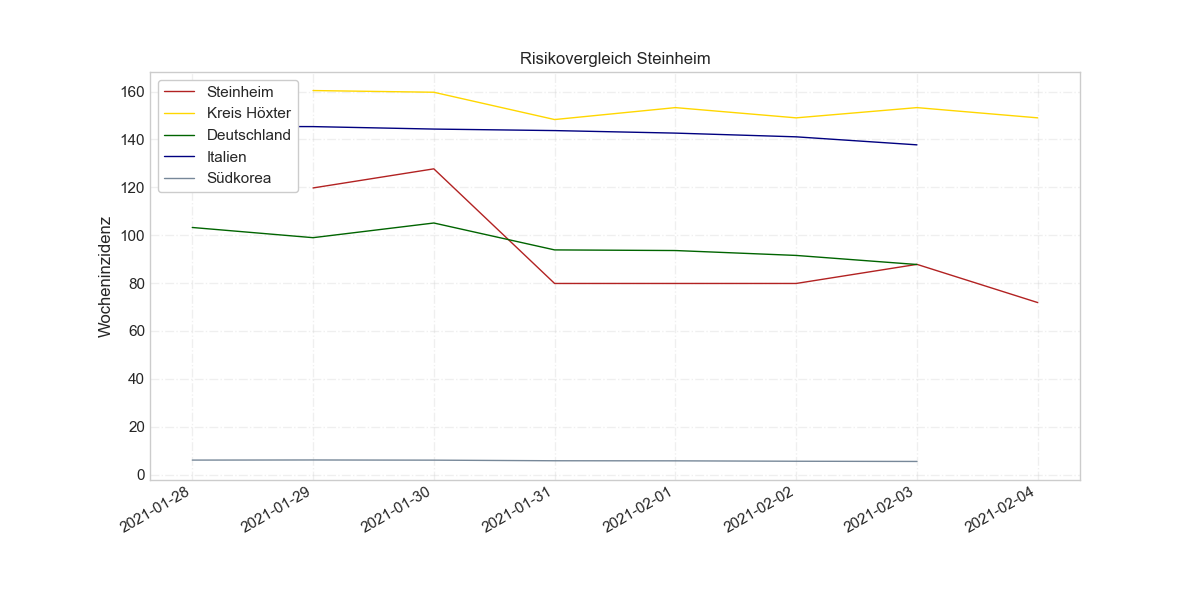 Risikovergleich Steinheim
Steinheim
Kreis Höxter
Deutschland
Italien
Südkorea
Wocheninzidenz
160
140
120
100
80
60
40
20
0
2021-01-28
2021-01-29
2021-01-30
2021-01-31
2021-02-01
2021-02-02
2021-02-03
2021-02-04